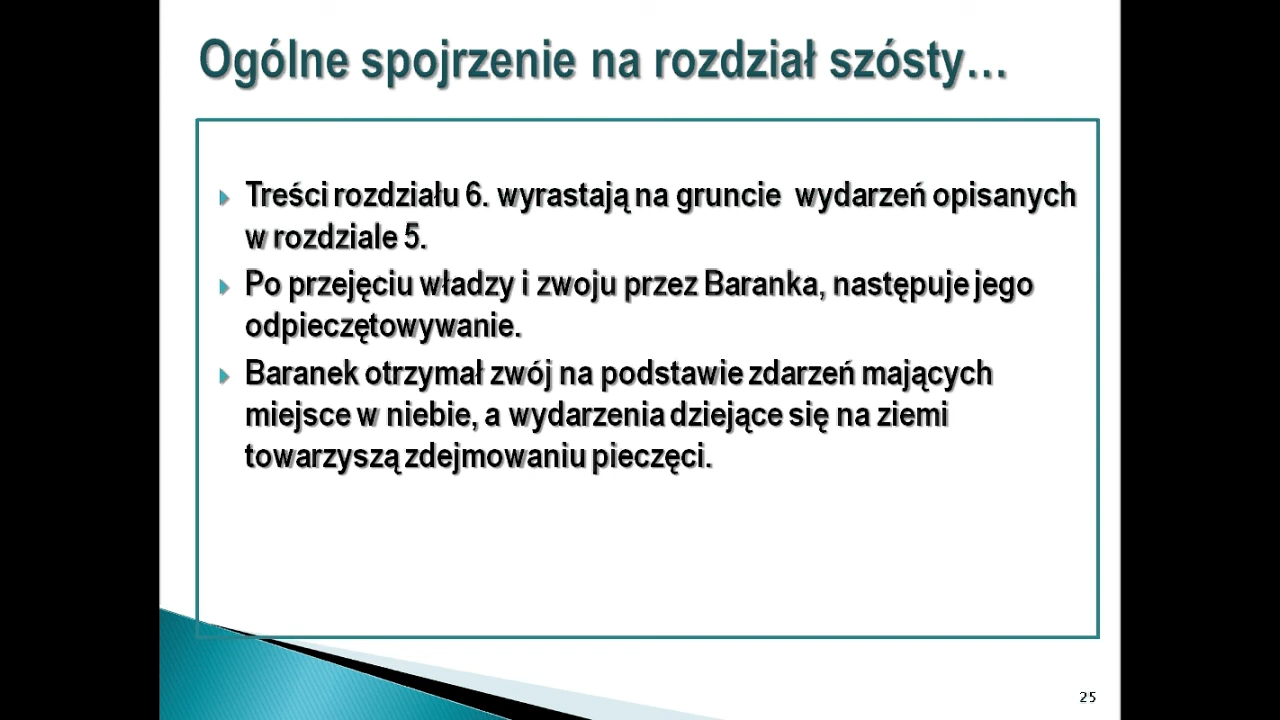 Ogólne spojrzenie na rozdział szósty...
Treści rozdziału 6. wyrastają na gruncie wydarzeń opisanych
w rozdziale 5.
Po przejęciu władzy i zwoju przez Baranka, następuje jego
odpieczętowywanie.
Baranek otrzymał zwój na podstawie zdarzeń mających
miejsce w niebie, a wydarzenia dziejące się na ziemi
towarzyszą zdejmowaniu pieczęci.
25